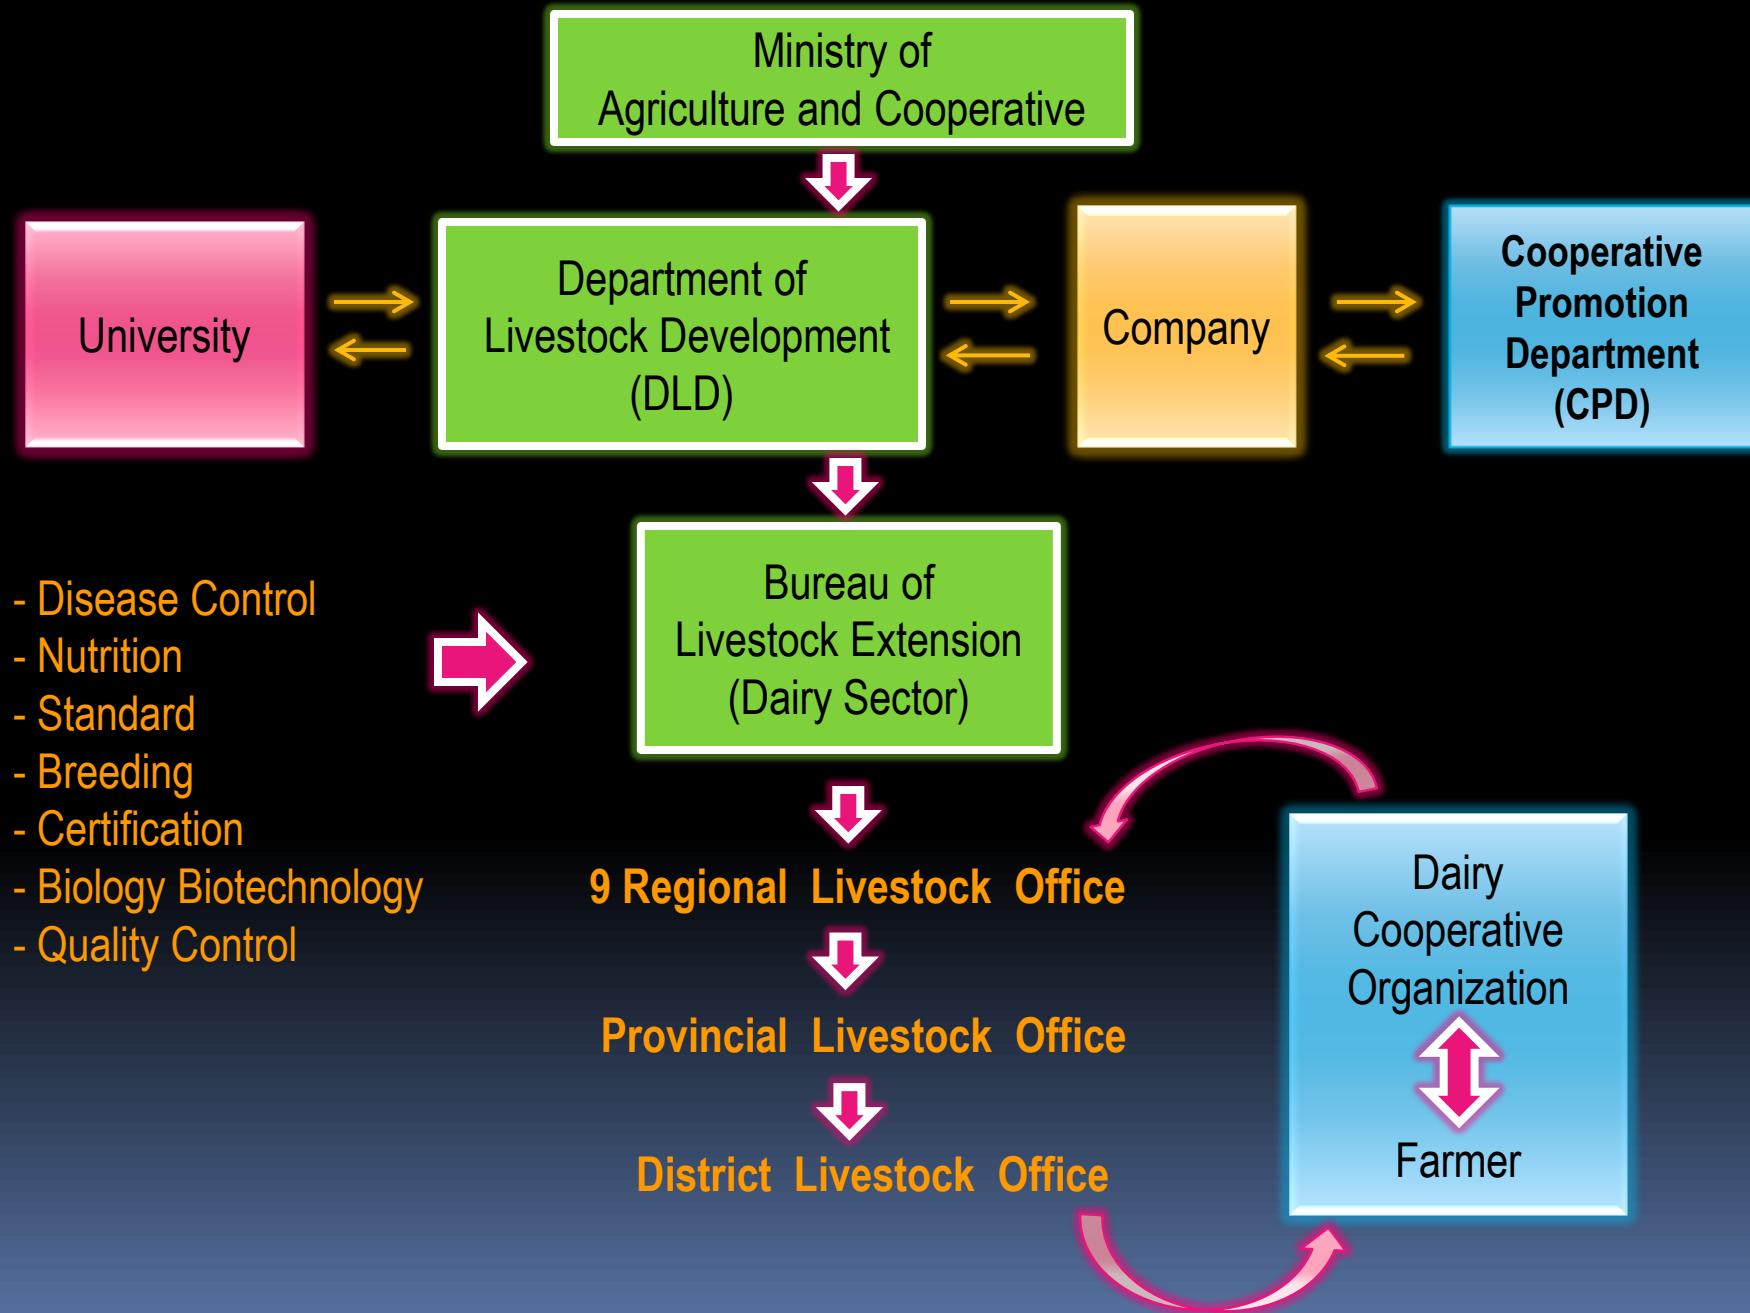 Ministry of
Agriculture and Cooperative
University
Department of
Livestock Development
(DLD)
Company
Cooperative
Promotion
Department
(CPD)
- Disease Control
- Nutrition
- Standard
- Breeding
- Certification
- Biology Biotechnology
- Quality Control
Bureau of
Livestock Extension
(Dairy Sector)
9 Regional Livestock Office
Provincial Livestock Office
District Livestock Office
Dairy
Cooperative
Organization
Farmer